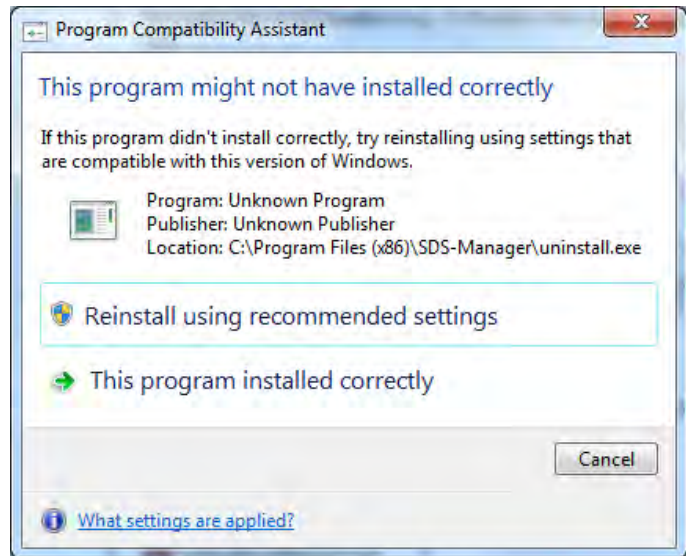 Program Compatibility Assistant
This program might not have installed correctly
If this program didn't install correctly, try reinstalling using settings that
are compatible with this version of Windows.
Program: Unknown Program
Publisher: Unknown Publisher
Location: C:\Program Files (x86)\SDS-Manager\uninstall.exe
Reinstall using recommended settings
This program installed correctly
Cancel
What settings are applied?